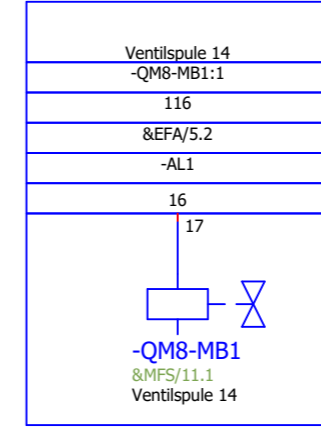 Ventilspule 14
-QM8-MB1:1
116
&EFA/5.2
-AL1
16
17
-QM8-MB1
&MFS/11.1
Ventilspule 14